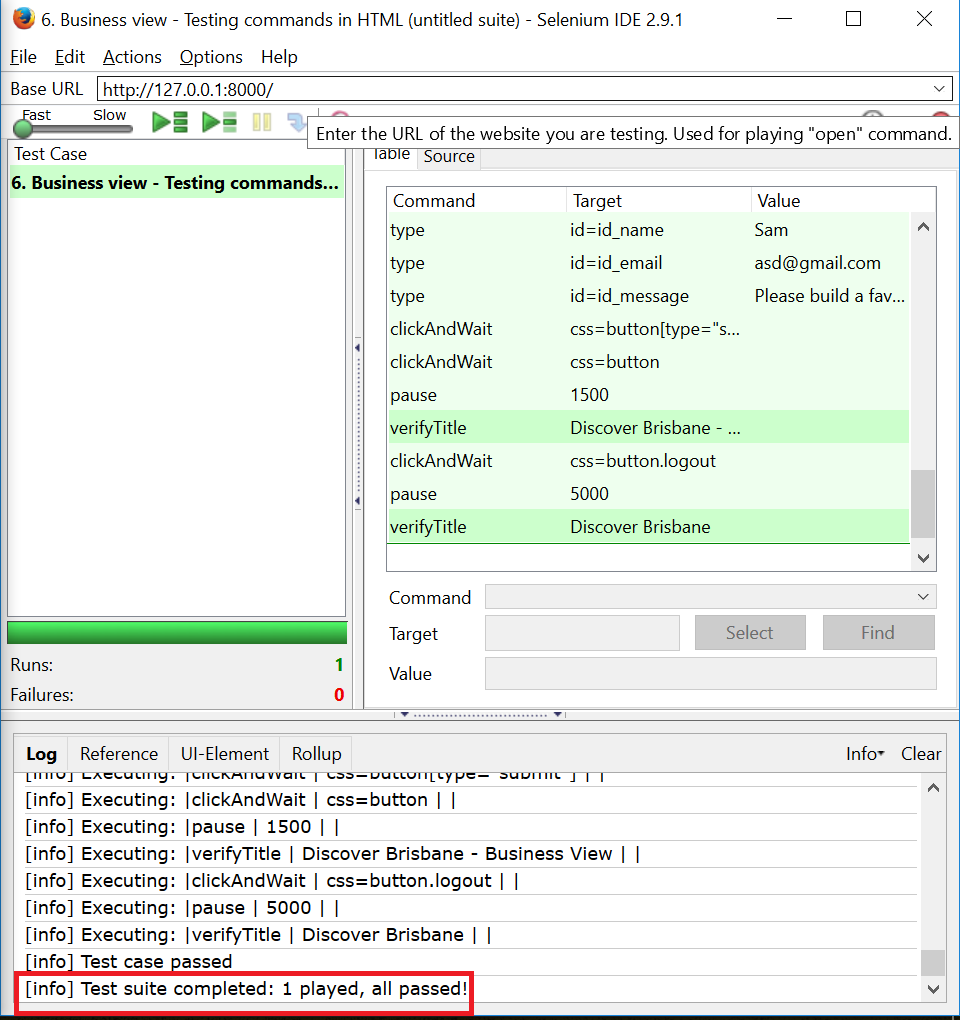 6. Business view - Testing commands in HTML (untitled suite) - Selenium IDE 2.9.1
File Edit Actions Options Help
Base URL http://127.0.0.1:8000/
Fast Slow
Enter the URL of the website you are testing. Used for playing "open" command.
Test Case
6. Business view - Testing commands...
Table Source
Command Target Value
type id=id_name Sam
type id=id_email asd@gmail.com
type id=id_message Please build a fav...
clickAndWait css=button[type="s...
clickAndWait css=button
pause 1500
verifyTitle Discover Brisbane - ...
clickAndWait css=button.logout
pause 5000
verifyTitle Discover Brisbane
Command
Target Select Find
Value
Runs: 1
Failures: 0
Log Reference UI-Element Rollup Info Clear
[info] Executing: |clickAndWait | css=button[type="submit"] | |
[info] Executing: |clickAndWait | css=button | |
[info] Executing: |pause | 1500 | |
[info] Executing: |verifyTitle | Discover Brisbane - Business View | |
[info] Executing: |clickAndWait | css=button.logout | |
[info] Executing: |pause | 5000 | |
[info] Executing: |verifyTitle | Discover Brisbane | |
[info] Test case passed
[info] Test suite completed: 1 played, all passed!